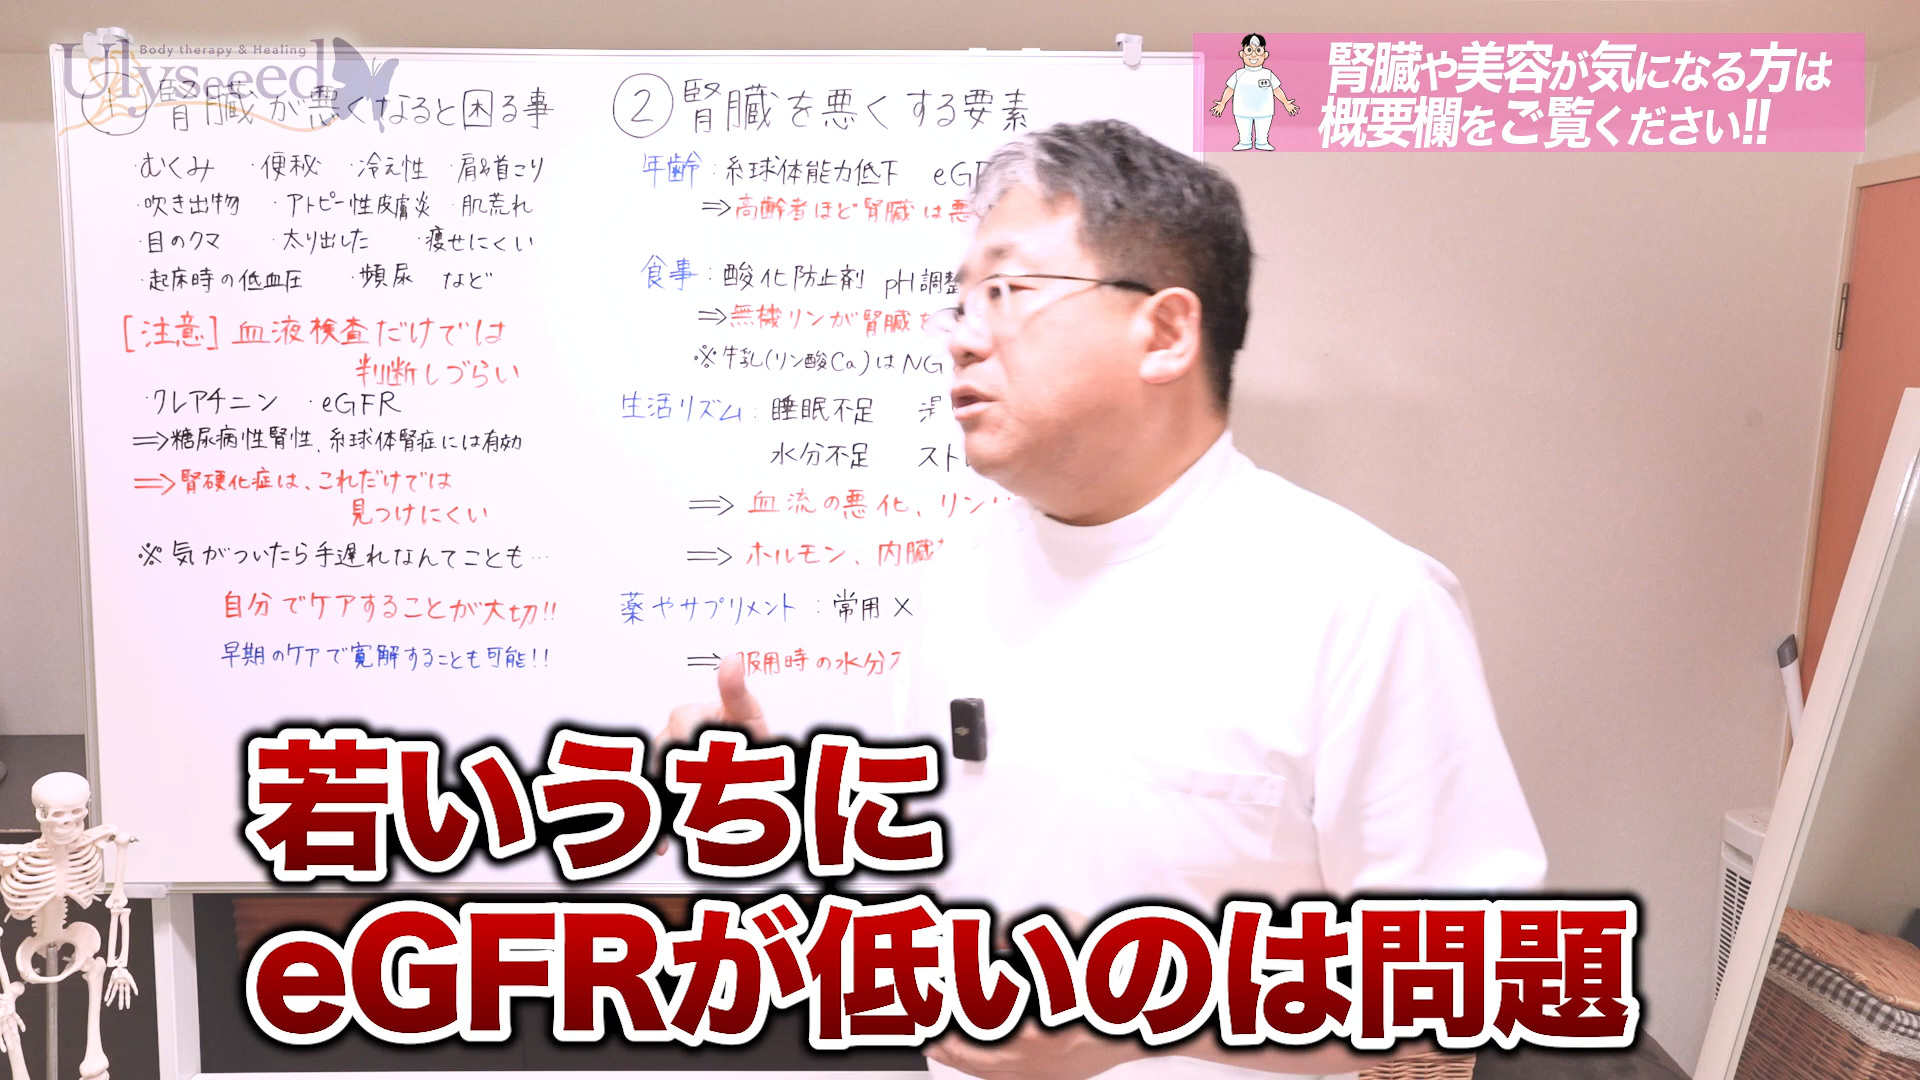 Ulyseeed
Body therapy & Healing
腎臓や美容が気になる方は
概要欄をご覧ください!!
① 腎臓が悪くなると困る事
・むくみ ・便秘 ・冷え性 ・肩や首こり
・吹き出物 ・アトピー性皮膚炎 ・肌荒れ
・目のクマ ・太り出した ・痩せにくい
・起床時の低血圧 ・頻尿 など
[注意] 血液検査だけでは
判断しづらい
・クレアチニン ・eGFR
⇒糖尿病性腎性、糸球体腎症には有効
⇒腎硬化症は、これだけでは
見つけにくい
※気がついたら手遅れなんてことも…
自分でケアすることが大切!!
早期のケアで寛解することも可能!!
② 腎臓を悪くする要素
年齢:糸球体能力低下 eGF
⇒高齢者ほど腎臓は悪
食事:酸化防止剤 pH調整
⇒無機リンが腎臓を
※牛乳(リン酸Ca)はNG
生活リズム:睡眠不足
水分不足 スト
⇒血流の悪化、リン
⇒ホルモン、内臓
薬やサプリメント:常用×
⇒服用時の水分
若いうちに
eGFRが低いのは問題